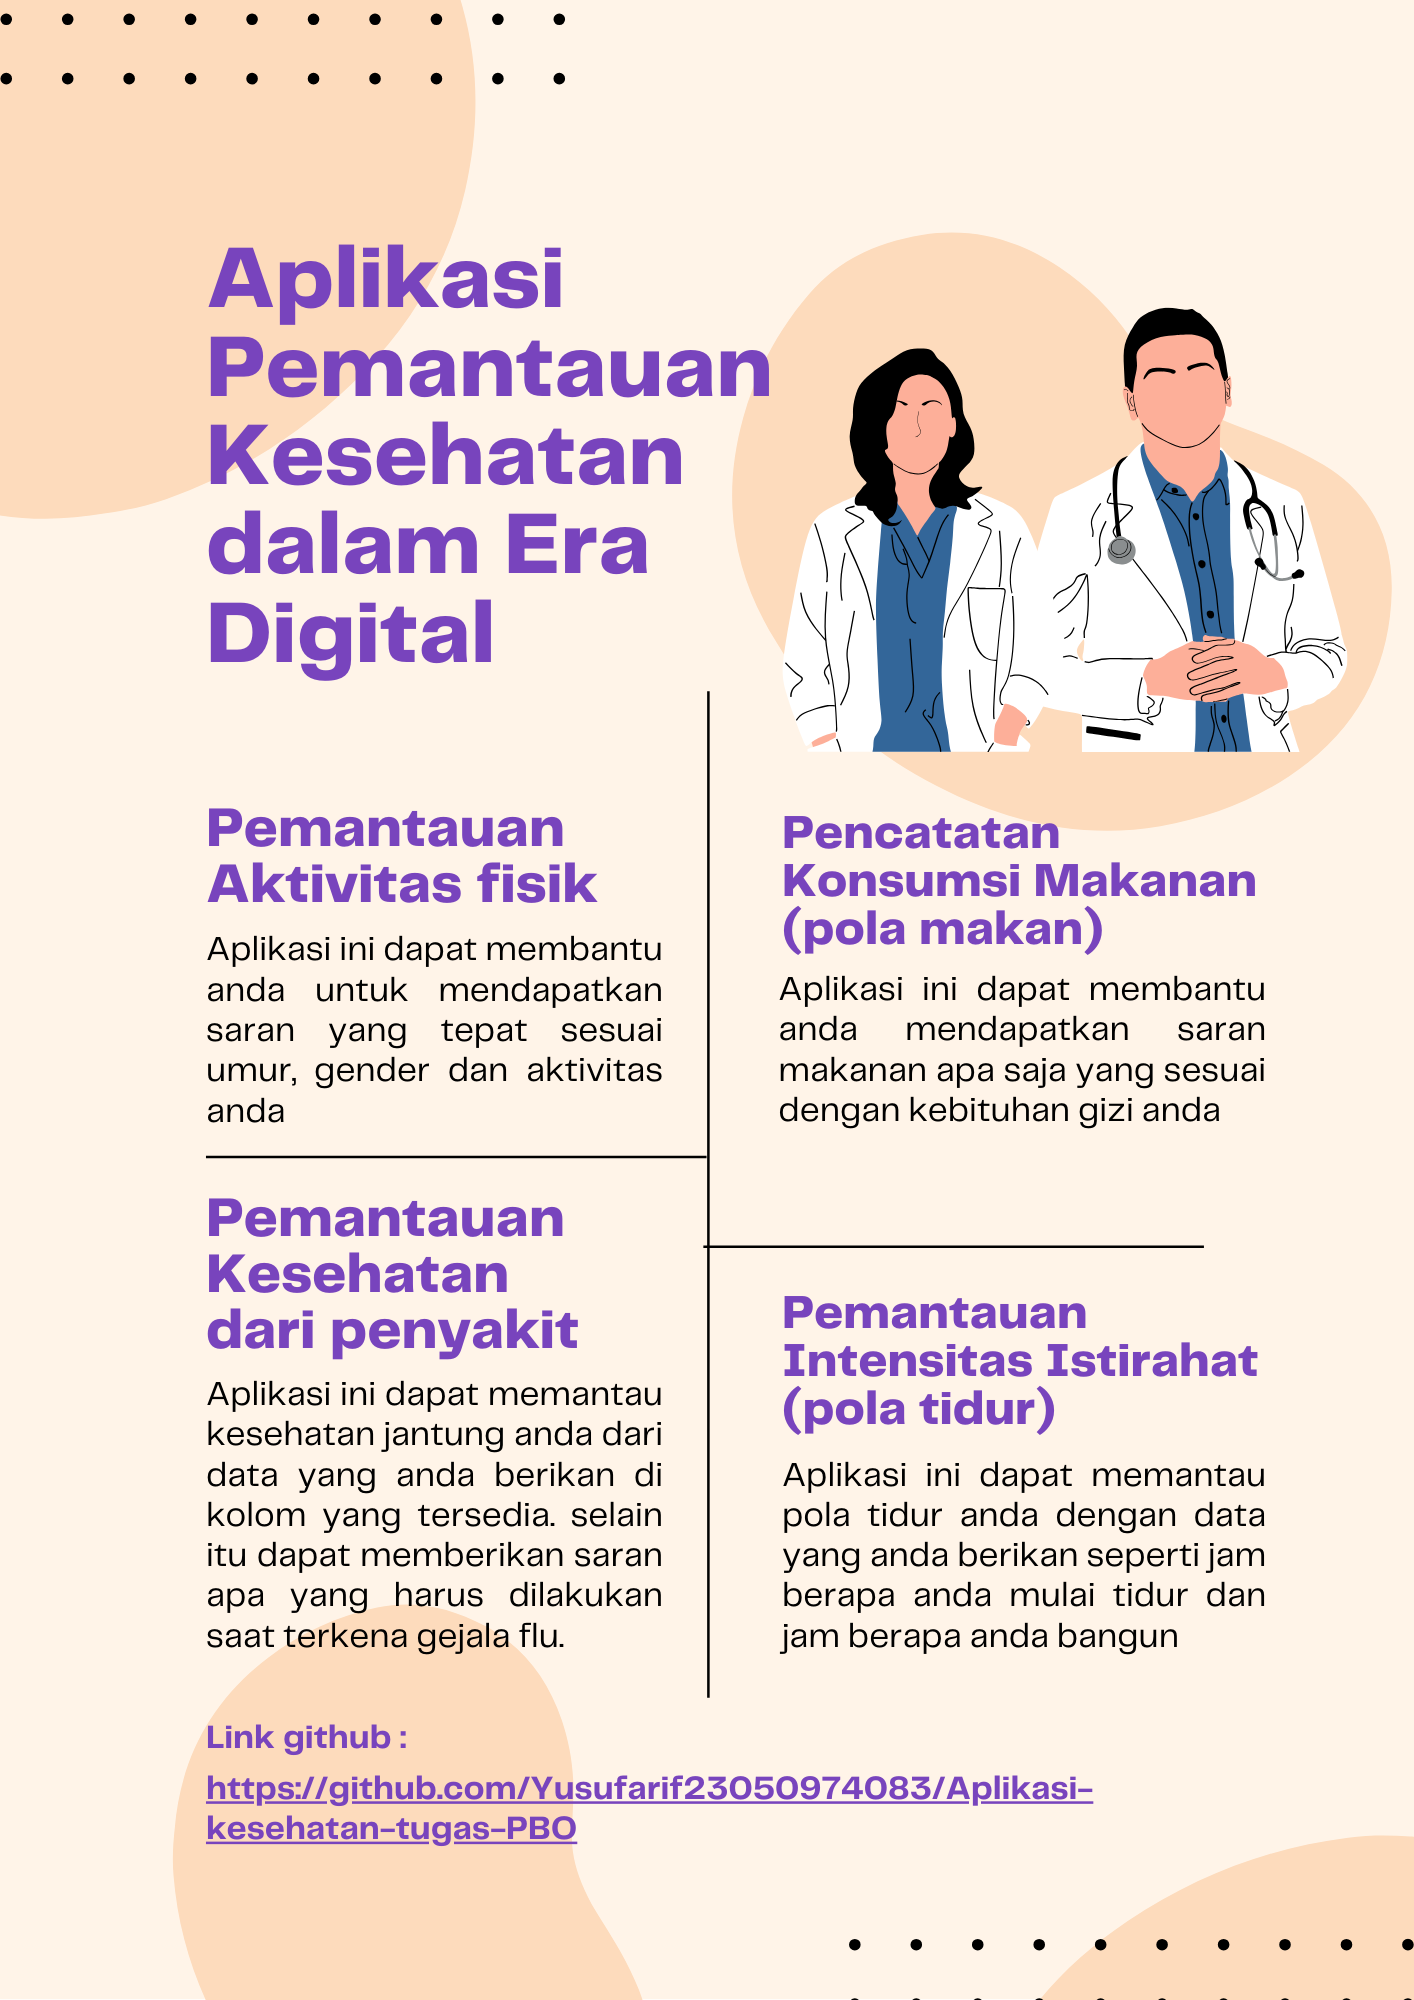 Aplikasi
Pemantauan
Kesehatan
dalam Era
Digital
Pemantauan
Aktivitas fisik
Aplikasi ini dapat membantu
anda untuk mendapatkan
saran yang tepat sesuai
umur, gender dan aktivitas
anda
Pencatatan
Konsumsi Makanan
(pola makan)
Aplikasi ini dapat membantu
anda mendapatkan saran
makanan apa saja yang sesuai
dengan kebituhan gizi anda
Pemantauan
Kesehatan
dari penyakit
Aplikasi ini dapat memantau
kesehatan jantung anda dari
data yang anda berikan di
kolom yang tersedia. selain
itu dapat memberikan saran
apa yang harus dilakukan
saat terkena gejala flu.
Pemantauan
Intensitas Istirahat
(pola tidur)
Aplikasi ini dapat memantau
pola tidur anda dengan data
yang anda berikan seperti jam
berapa anda mulai tidur dan
jam berapa anda bangun
Link github :
https://github.com/Yusufarif23050974083/Aplikasi-
kesehatan-tugas-PBO